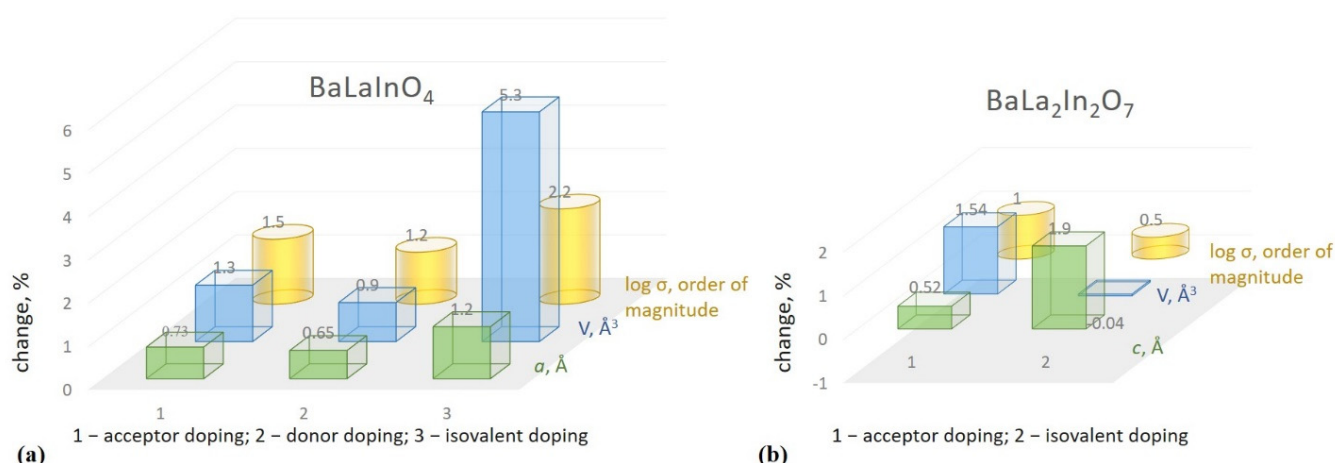 BaLaInO₄
6
5
4
3
2
1
0
change, %
5.3
2.2
1.5
1.2
1.3
0.9
0.73
0.65
1.2
log σ, order of
magnitude
V, Å³
a, Å
1
2
3
1 – acceptor doping; 2 – donor doping; 3 – isovalent doping
(a)
BaLa₂In₂O₇
2
1
0
-1
change, %
1.54
1
1.9
0.5
0.52
-0.04
log σ, order of
magnitude
V, Å³
c, Å
1
2
1 – acceptor doping; 2 – isovalent doping
(b)